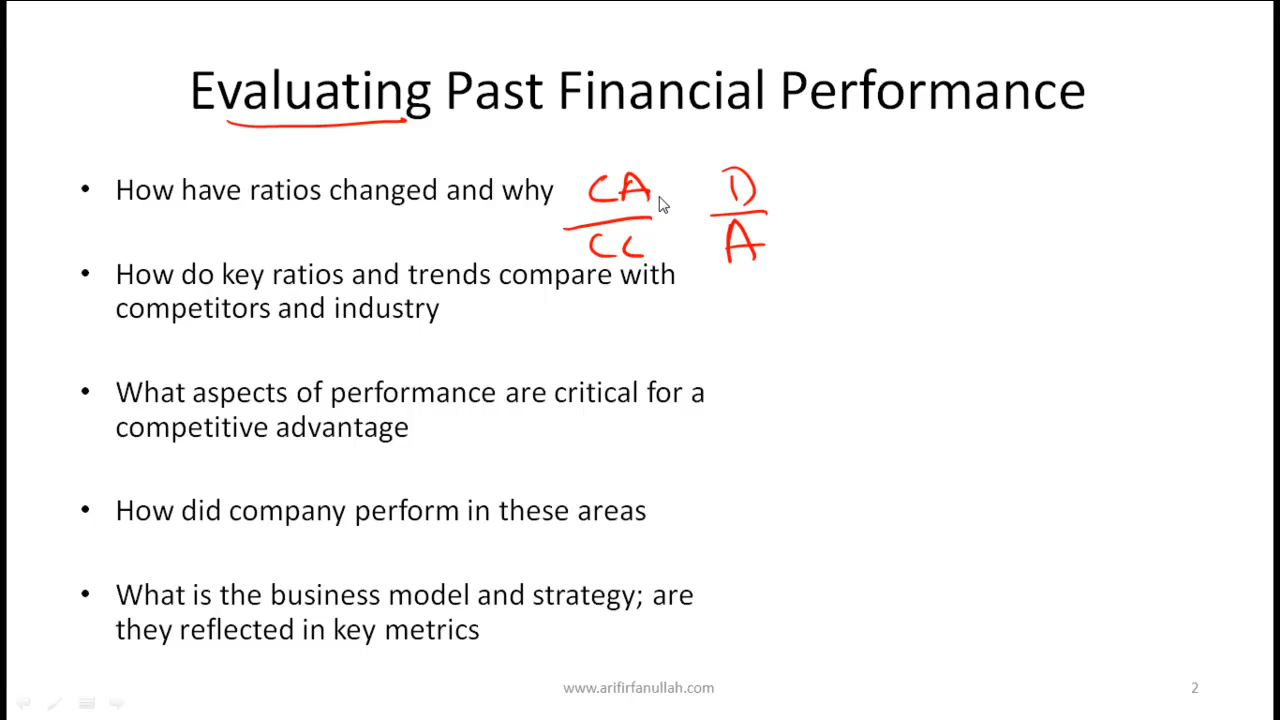 Evaluating Past Financial Performance
• How have ratios changed and why
CA D
CL A
• How do key ratios and trends compare with
competitors and industry
• What aspects of performance are critical for a
competitive advantage
• How did company perform in these areas
• What is the business model and strategy; are
they reflected in key metrics
www.arifirfanullah.com
2